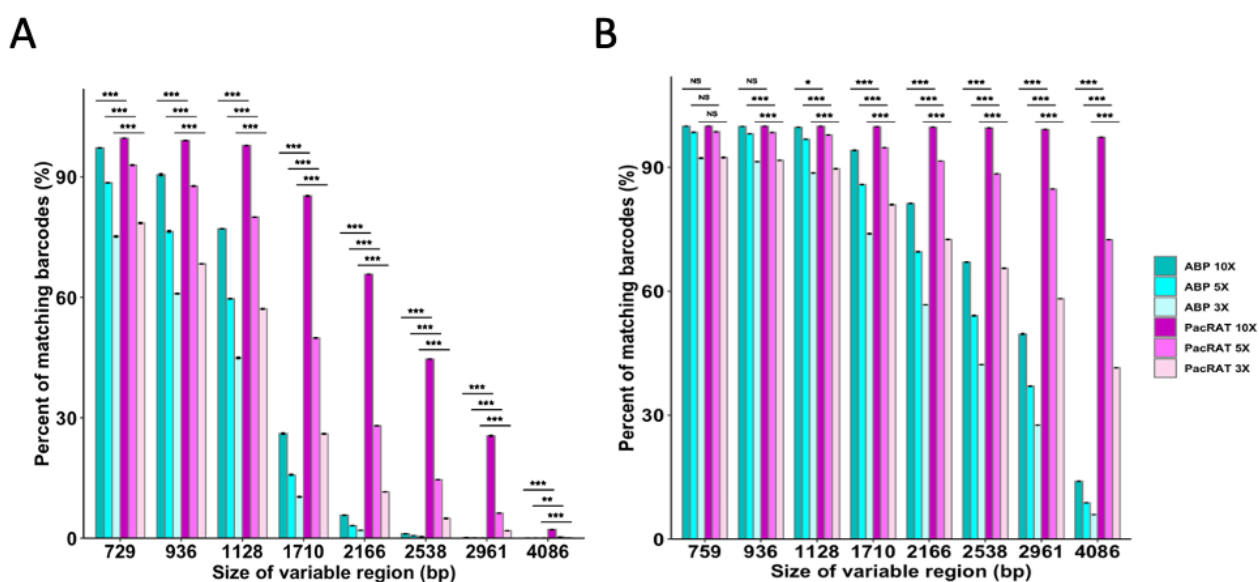 A
Percent of matching barcodes (%)
90
60
30
0
*** *** *** *** *** *** *** ***
*** *** *** *** *** *** *** **
*** *** *** *** *** *** *** ***
729 936 1128 1710 2166 2538 2961 4086
Size of variable region (bp)
B
Percent of matching barcodes (%)
90
60
30
0
NS NS * *** *** *** *** ***
NS *** *** *** *** *** *** ***
NS *** *** *** *** *** *** ***
759 936 1128 1710 2166 2538 2961 4086
Size of variable region (bp)
ABP 10X
ABP 5X
ABP 3X
PacRAT 10X
PacRAT 5X
PacRAT 3X